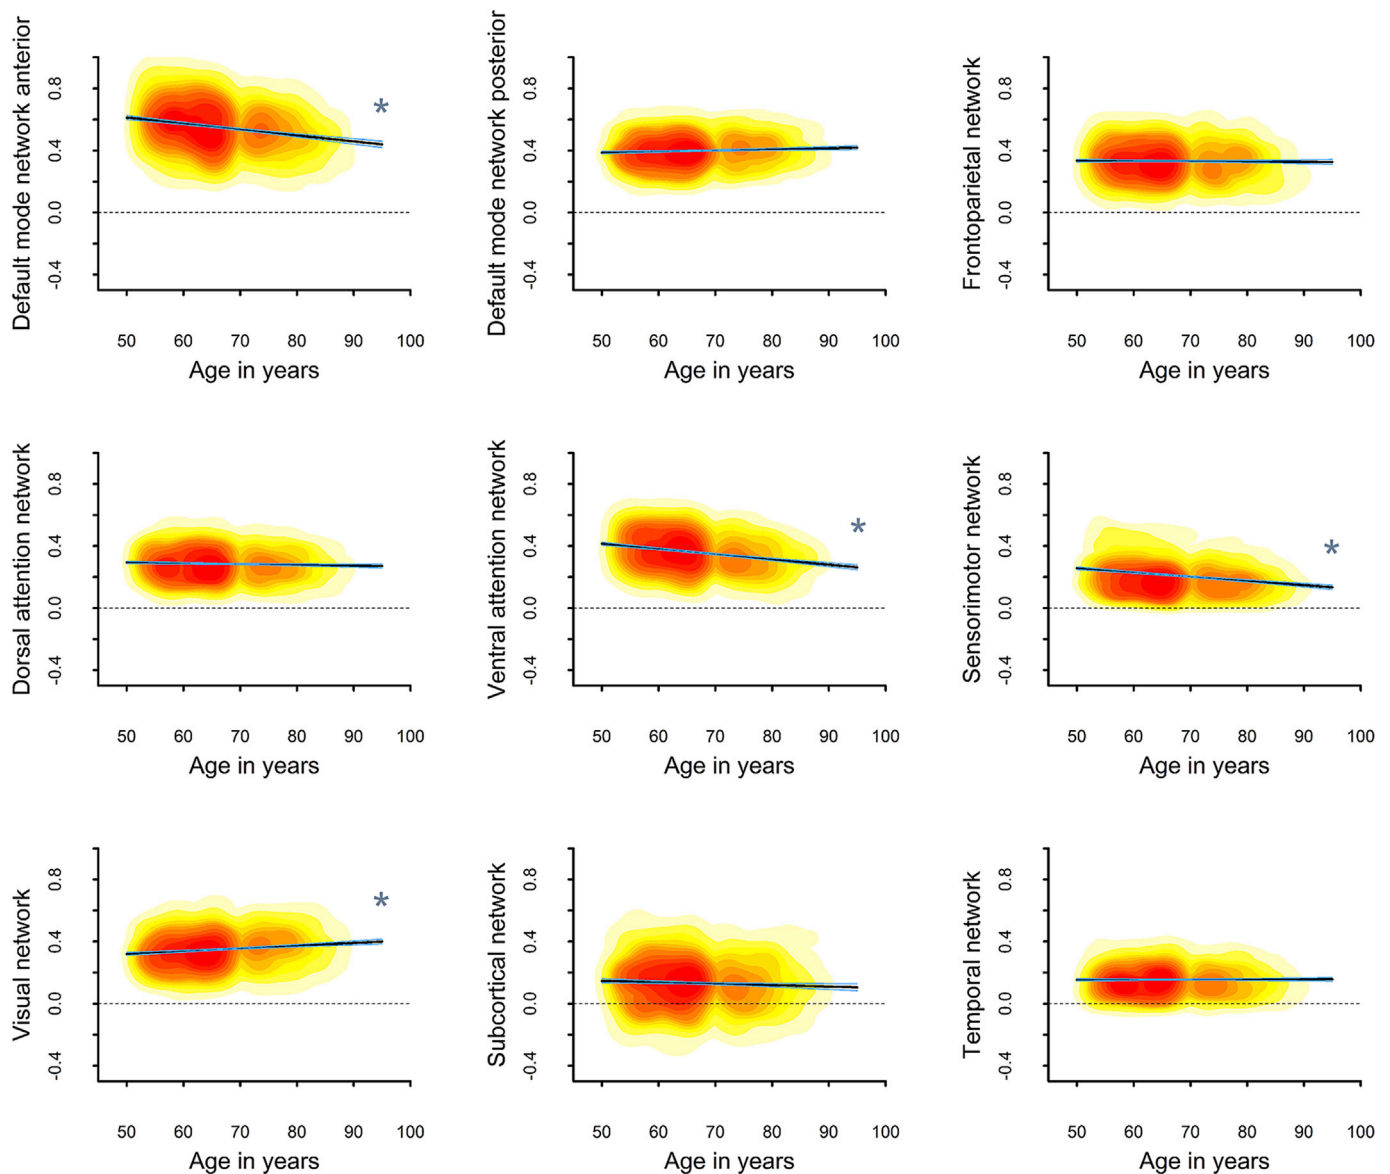 Default mode network anterior
0.8
0.4
0.0
-0.4
50 60 70 80 90 100
Age in years
*
Default mode network posterior
0.8
0.4
0.0
-0.4
50 60 70 80 90 100
Age in years
Frontoparietal network
0.8
0.4
0.0
-0.4
50 60 70 80 90 100
Age in years
Dorsal attention network
0.8
0.4
0.0
-0.4
50 60 70 80 90 100
Age in years
Ventral attention network
0.8
0.4
0.0
-0.4
50 60 70 80 90 100
Age in years
*
Sensorimotor network
0.8
0.4
0.0
-0.4
50 60 70 80 90 100
Age in years
*
Visual network
0.8
0.4
0.0
-0.4
50 60 70 80 90 100
Age in years
*
Subcortical network
0.8
0.4
0.0
-0.4
50 60 70 80 90 100
Age in years
Temporal network
0.8
0.4
0.0
-0.4
50 60 70 80 90 100
Age in years